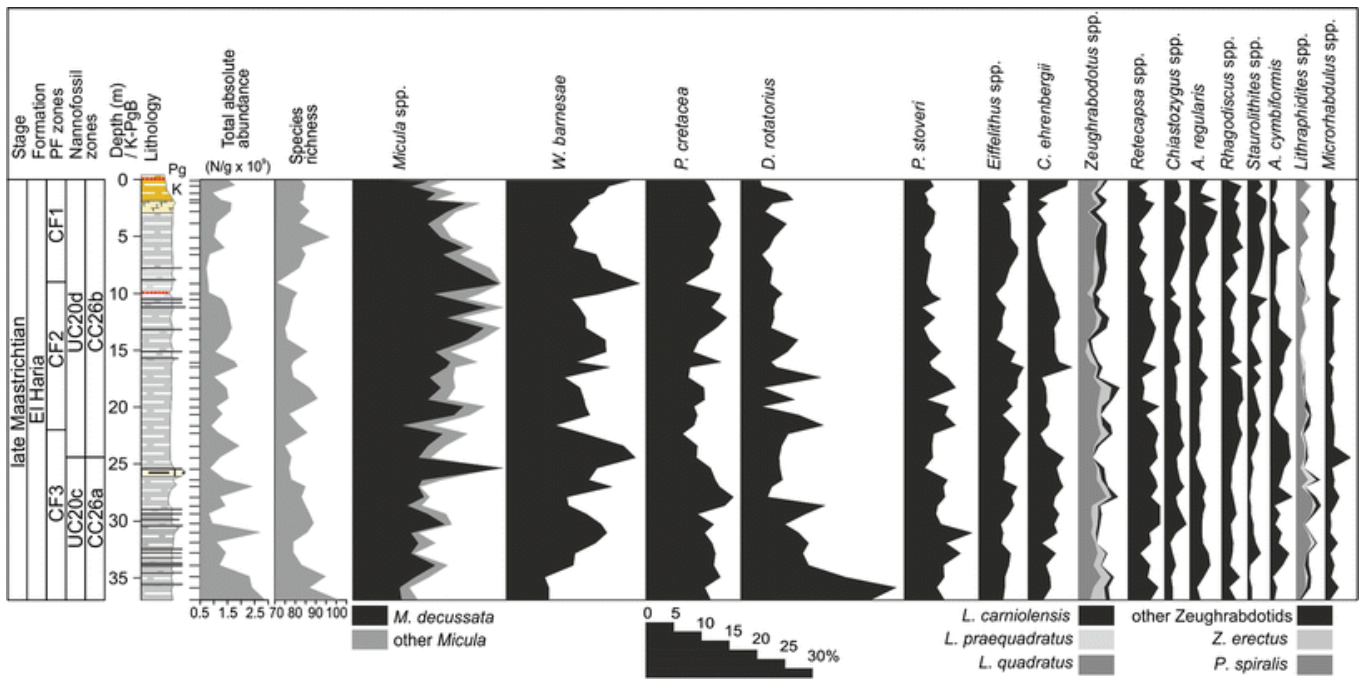 Stage
Formation
PF zones
Nannofossil
zones
Depth (m)
/ K-PgB
Lithology
Total absolute
abundance
(N/g x 10⁹)
Species
richness
Micula spp.
W. barnesae
P. cretacea
D. rotatorius
P. stoveri
Eiffelithus spp.
C. ehrenbergii
Zeughrabodotus spp.
Retecapsa spp.
Chiastozygus spp.
A. regularis
Rhagodiscus spp.
Staurolithites spp.
A. cymbiformis
Lithraphidites spp.
Microrhabdulus spp.
Pg
K
late Maastrichtian
El Haria
CF1
CF2
CF3
UC20d
UC20c
CC26b
CC26a
0
5
10
15
20
25
30
35
0.5 1.5 2.5
70 80 90 100
M. decussata
other Micula
0 5 10 15 20 25 30%
L. carniolensis
L. praequadratus
L. quadratus
other Zeughrabdotids
Z. erectus
P. spiralis